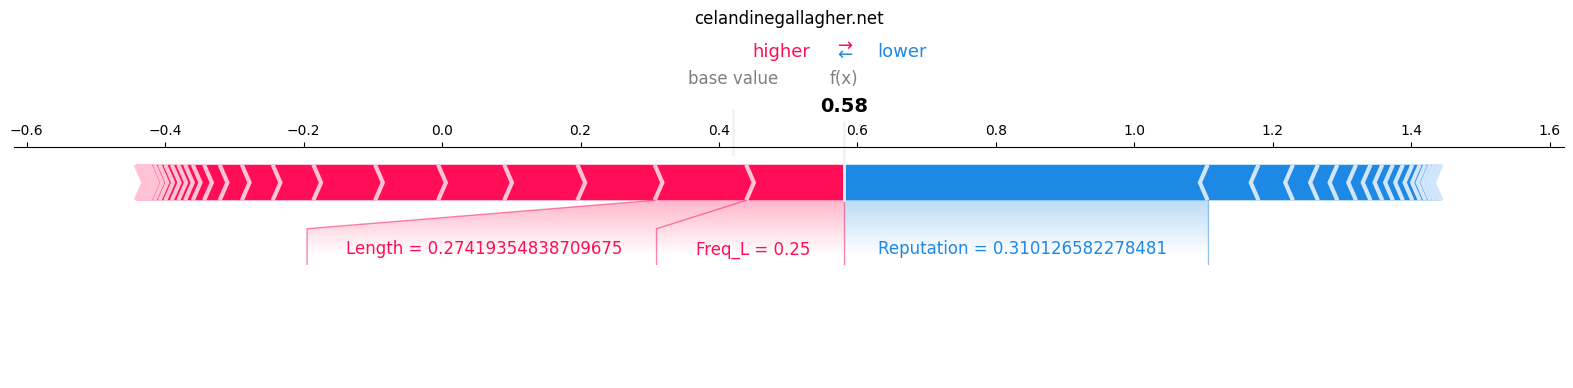 celandinegallagher.net
higher → ← lower
base value f(x)
0.58
−0.6 −0.4 −0.2 0.0 0.2 0.4 0.6 0.8 1.0 1.2 1.4 1.6
Length = 0.27419354838709675 Freq_L = 0.25 Reputation = 0.310126582278481